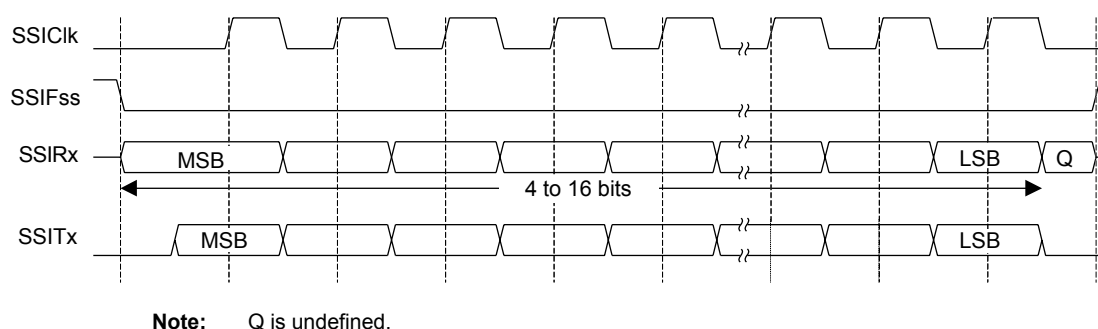 SSIClk
SSIFss
SSIRx MSB LSB Q
4 to 16 bits
SSITx MSB LSB
Note: Q is undefined.